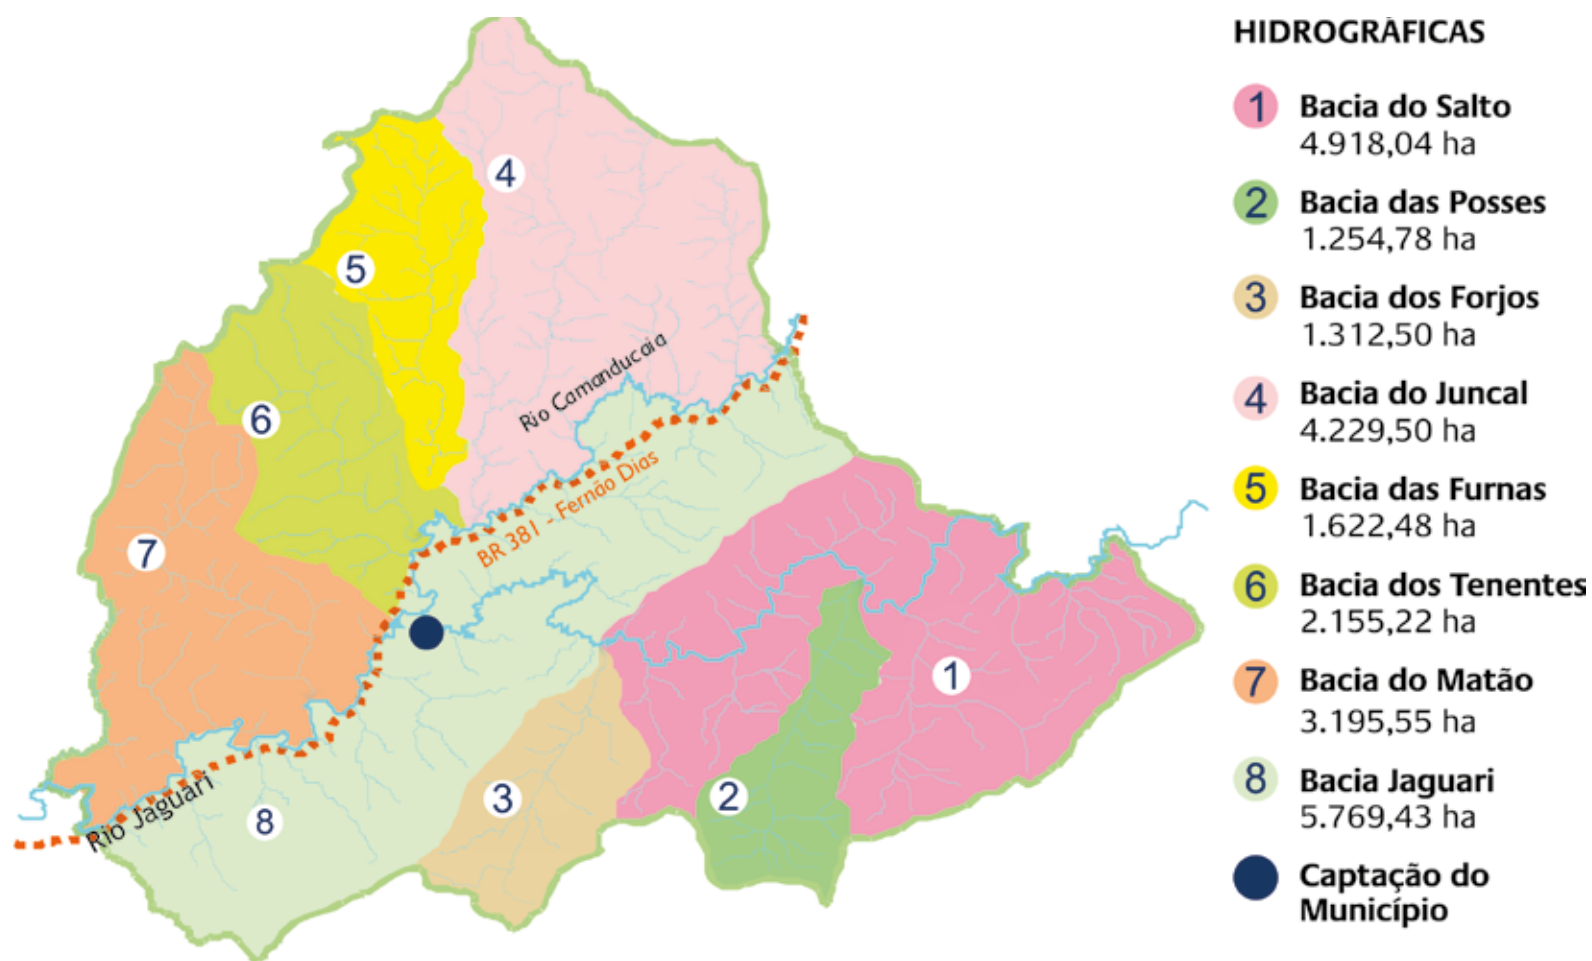 HIDROGRÁFICAS
1 Bacia do Salto
4.918,04 ha
2 Bacia das Posses
1.254,78 ha
3 Bacia dos Forjos
1.312,50 ha
4 Bacia do Juncal
4.229,50 ha
5 Bacia das Furnas
1.622,48 ha
6 Bacia dos Tenentes
2.155,22 ha
7 Bacia do Matão
3.195,55 ha
8 Bacia Jaguari
5.769,43 ha
Captação do
Município
4
5
Rio Camanducaia
6
BR 381 - Fernão Dias
7
1
3
2
Rio Jaguari
8